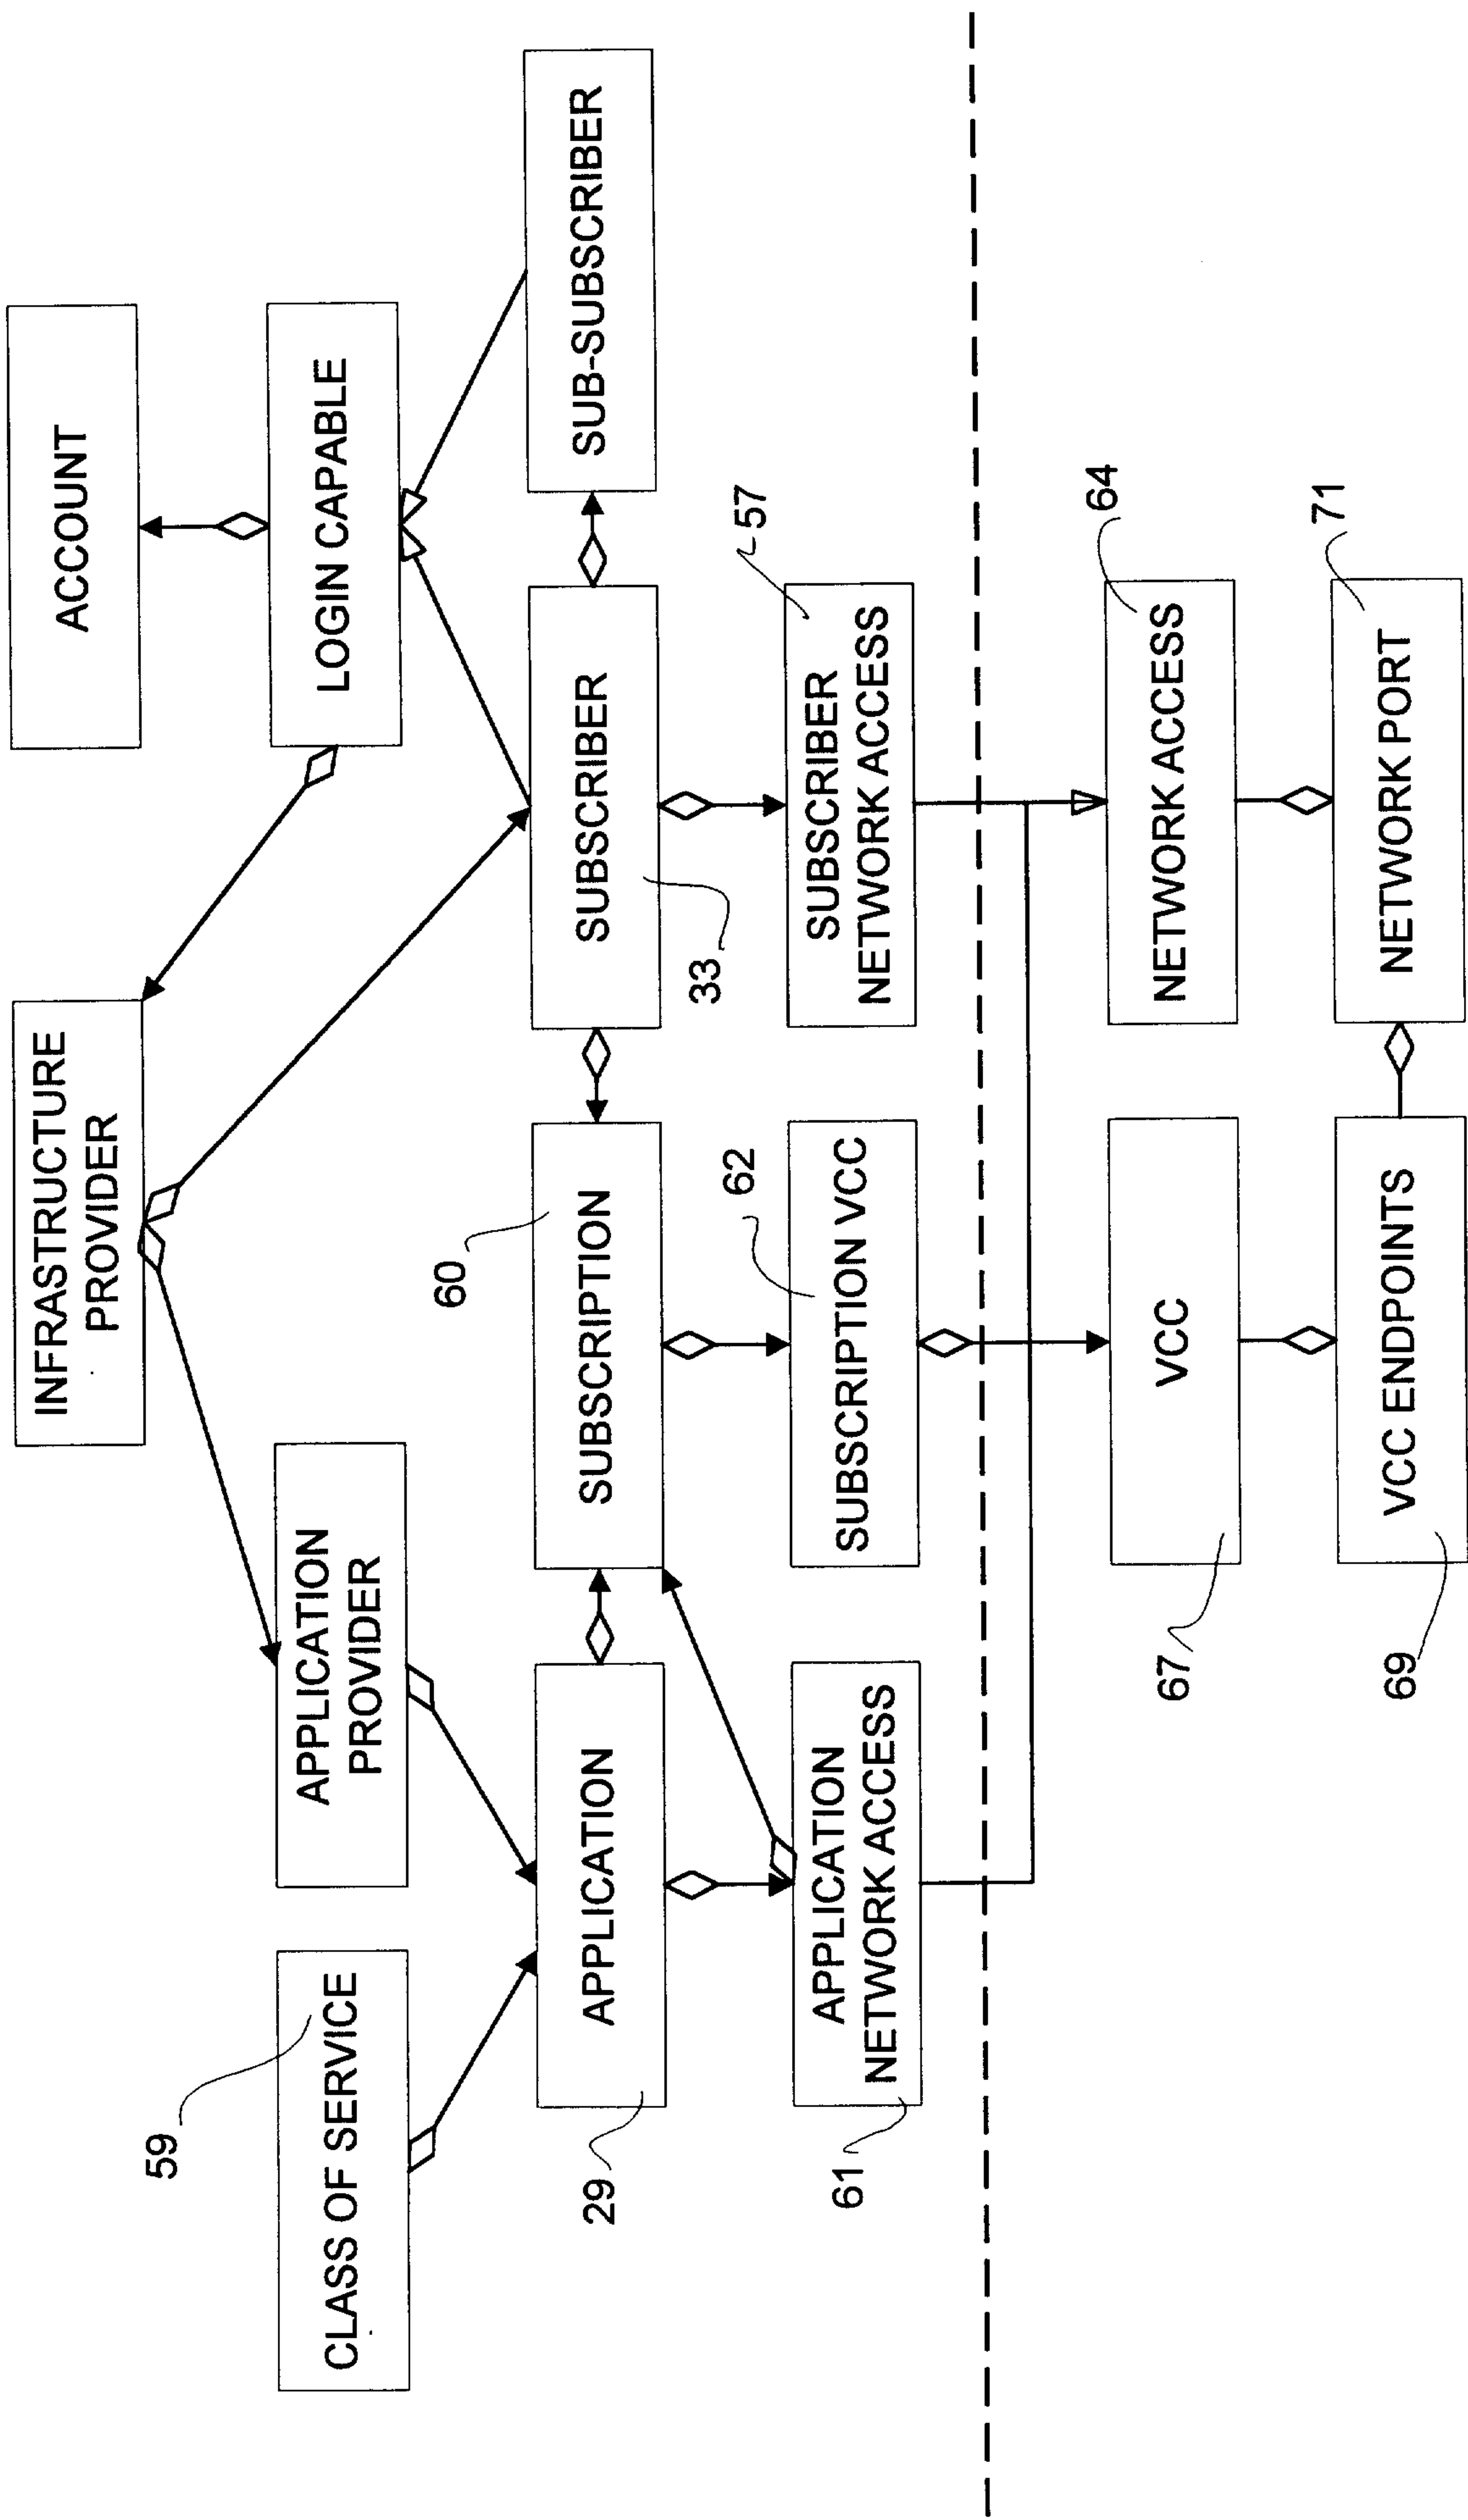 ACCOUNT
INFRASTRUCTURE
PROVIDER
LOGIN CAPABLE
APPLICATION
PROVIDER
CLASS OF SERVICE
59
SUB-SUBSCRIBER
SUBSCRIBER
33
SUBSCRIPTION
60
APPLICATION
29
SUBSCRIBER
NETWORK ACCESS
57
SUBSCRIPTION VCC
62
APPLICATION
NETWORK ACCESS
61
NETWORK ACCESS
64
VCC
67
NETWORK PORT
71
VCC ENDPOINTS
69